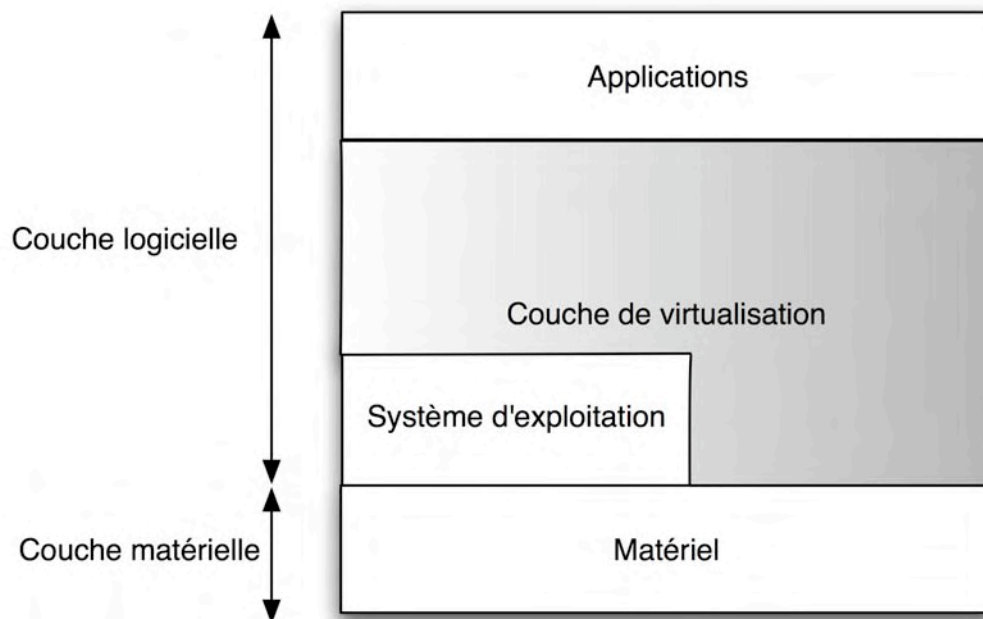 Applications
Couche logicielle
Couche de virtualisation
Système d'exploitation
Couche matérielle
Matériel